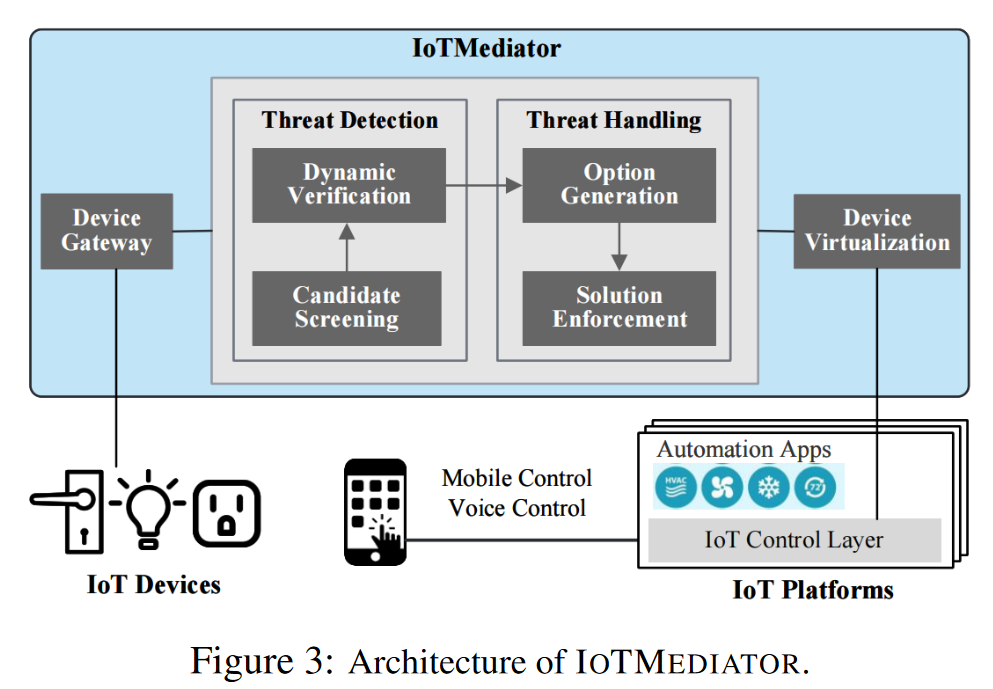 IoTMediator
Threat Detection
Threat Handling
Dynamic
Verification
Option
Generation
Device
Gateway
Device
Virtualization
Candidate
Screening
Solution
Enforcement
Automation Apps
HVAC
72
Mobile Control
Voice Control
IoT Control Layer
IoT Devices
IoT Platforms
Figure 3: Architecture of IOTMEDIATOR.